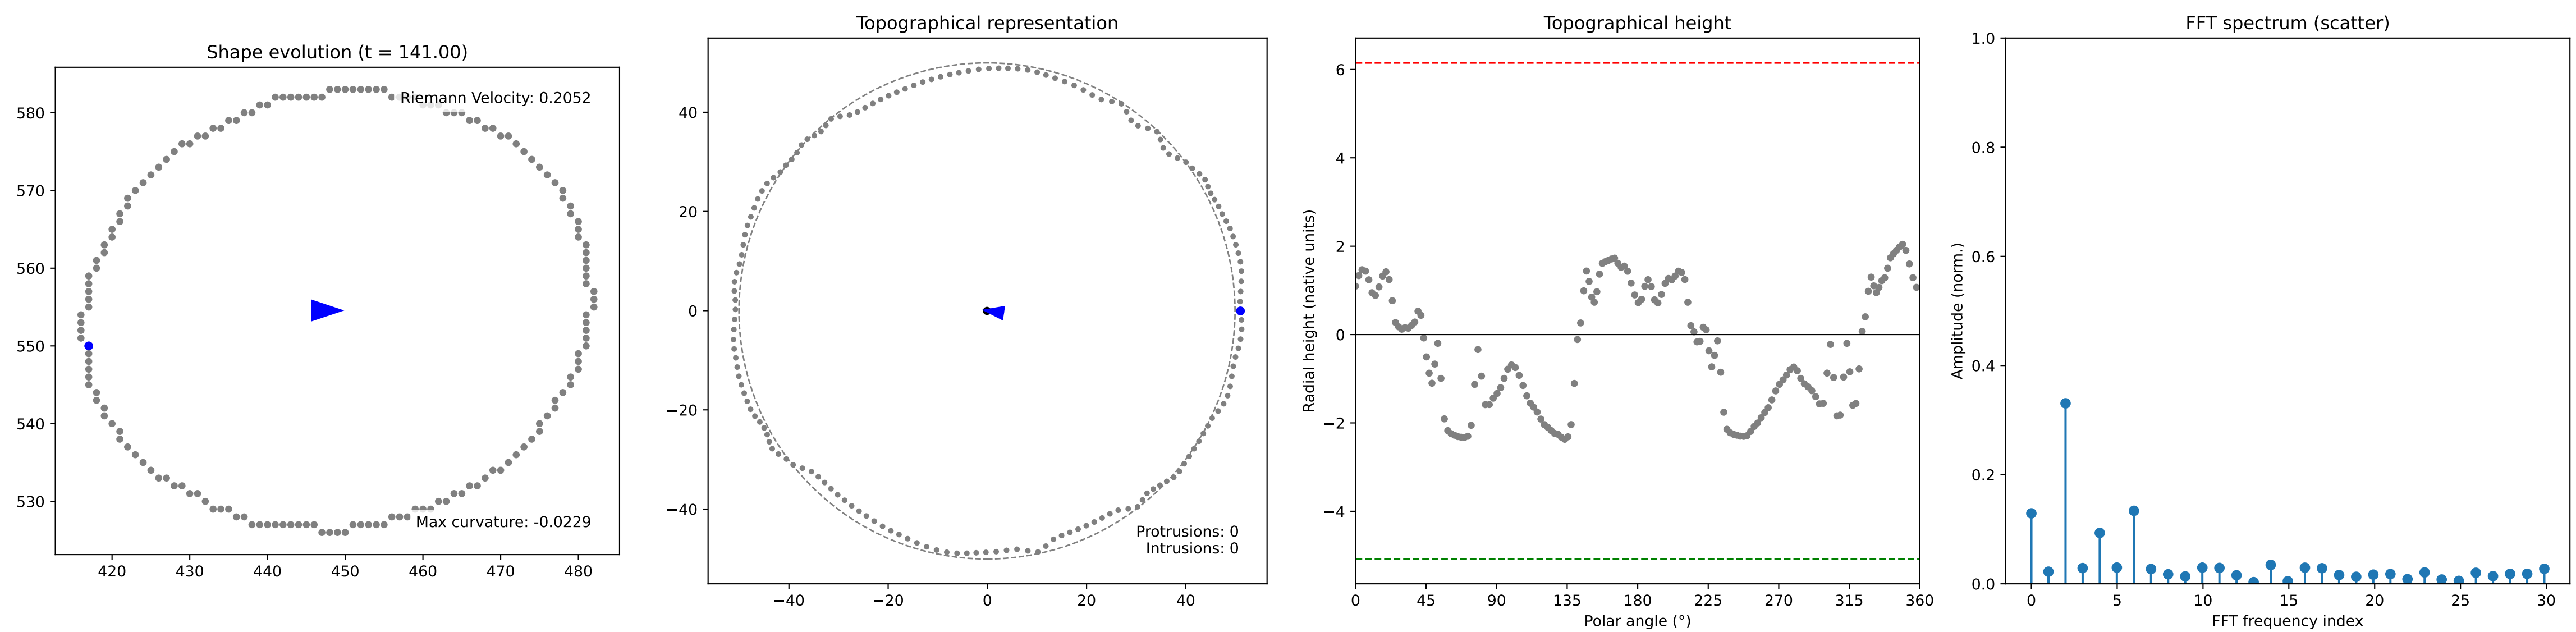 Shape evolution (t = 141.00)
Riemann Velocity: 0.2052
580
570
560
550
540
530
Max curvature: -0.0229
420 430 440 450 460 470 480
Topographical representation
40
20
0
−20
−40
Protrusions: 0
Intrusions: 0
−40 −20 0 20 40
Topographical height
Radial height (native units)
6
4
2
0
−2
−4
0 45 90 135 180 225 270 315 360
Polar angle (°)
FFT spectrum (scatter)
Amplitude (norm.)
1.0
0.8
0.6
0.4
0.2
0.0
0 5 10 15 20 25 30
FFT frequency index